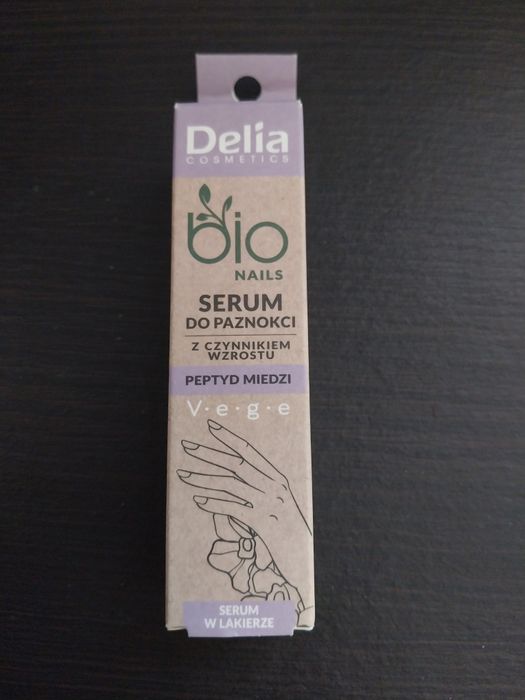 Delia
COSMETICS
bio
NAILS
SERUM
DO PAZNOKCI
Z CZYNNIKIEM
WZROSTU
PEPTYD MIEDZI
V·e·g·e
SERUM
W LAKIERZE